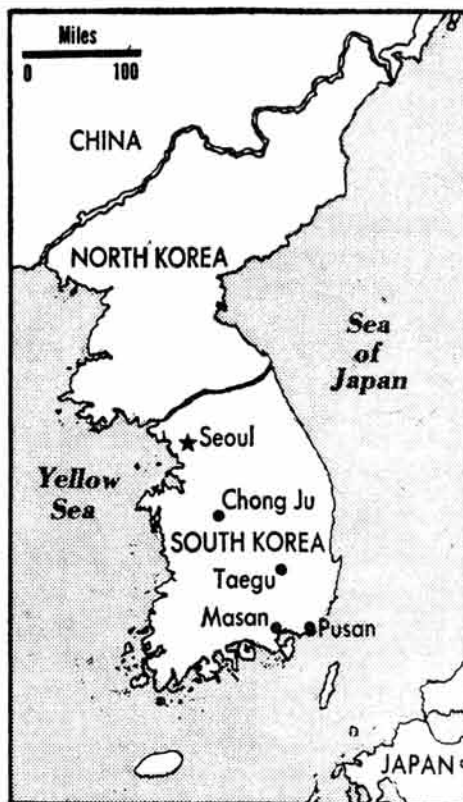 Miles
0 100
CHINA
NORTH KOREA
Sea
of
Japan
Seoul
Yellow
Sea
Chong Ju
SOUTH KOREA
Taegu
Masan
Pusan
JAPAN